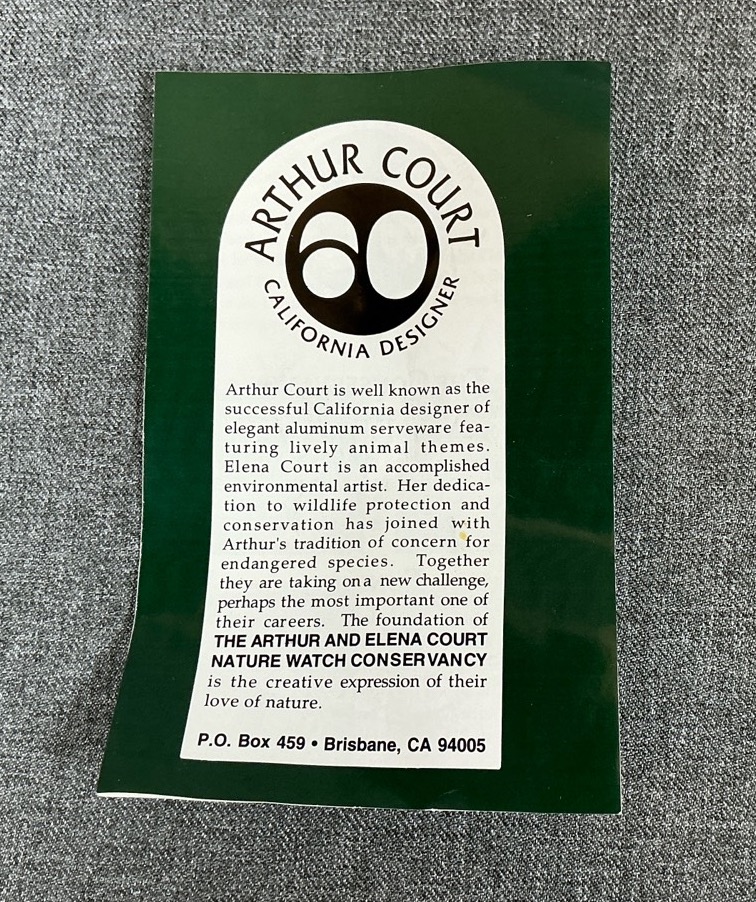 ARTHUR COURT
CALIFORNIA DESIGNER
Arthur Court is well known as the
successful California designer of
elegant aluminum serveware fea-
turing lively animal themes.
Elena Court is an accomplished
environmental artist. Her dedica-
tion to wildlife protection and
conservation has joined with
Arthur's tradition of concern for
endangered species. Together
they are taking on a new challenge,
perhaps the most important one of
their careers. The foundation of
THE ARTHUR AND ELENA COURT
NATURE WATCH CONSERVANCY
is the creative expression of their
love of nature.
P.O. Box 459 • Brisbane, CA 94005